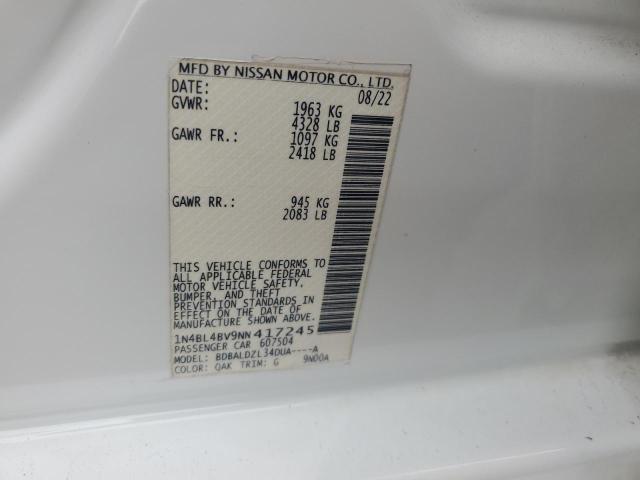 MFD BY NISSAN MOTOR CO., LTD.
DATE: 08/22
GVWR: 1963 KG
4328 LB
GAWR FR.: 1097 KG
2418 LB
GAWR RR.: 945 KG
2083 LB
THIS VEHICLE CONFORMS TO
ALL APPLICABLE FEDERAL
MOTOR VEHICLE SAFETY,
BUMPER, AND THEFT
PREVENTION STANDARDS IN
EFFECT ON THE DATE OF
MANUFACTURE SHOWN ABOVE.
1N4BL4BV9NN417245
PASSENGER CAR 607504
MODEL: BDBALDZL34DUA----A
COLOR: QAK TRIM: G 9N00A